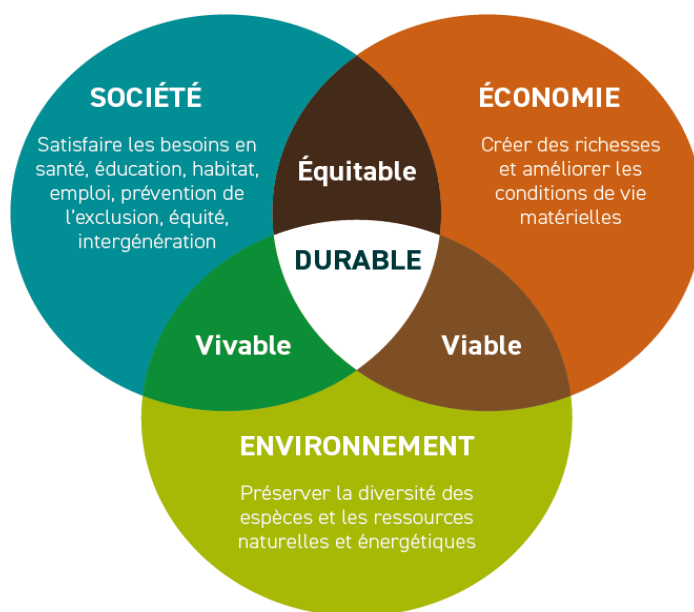 SOCIÉTÉ
Satisfaire les besoins en
santé, éducation, habitat,
emploi, prévention de
l'exclusion, équité,
intergénération
ÉCONOMIE
Créer des richesses
et améliorer les
conditions de vie
matérielles
Équitable
DURABLE
Vivable
Viable
ENVIRONNEMENT
Préserver la diversité des
espèces et les ressources
naturelles et énergétiques